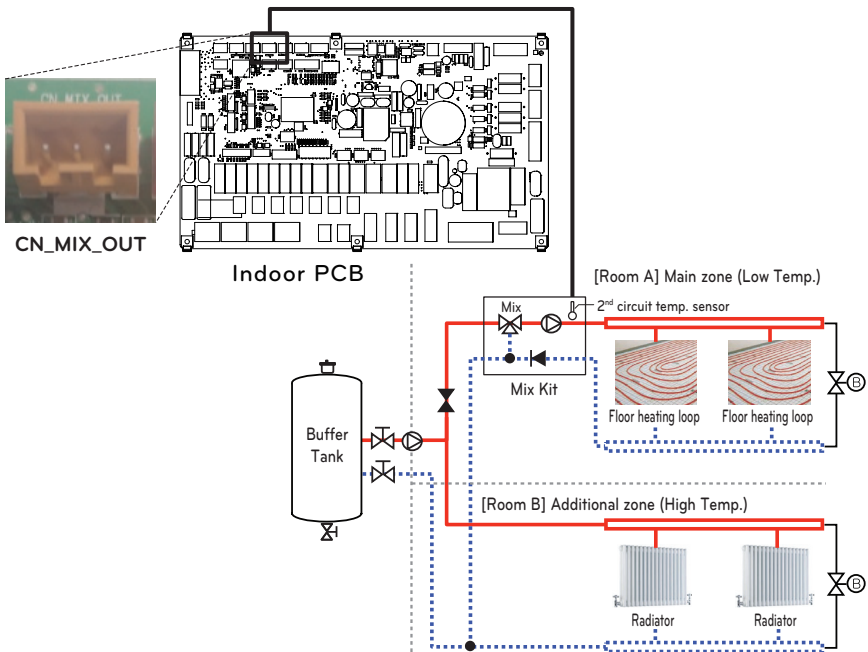 CN_MIX_OUT
CN_MIX_OUT
Indoor PCB
[Room A] Main zone (Low Temp.)
Mix
2nd circuit temp. sensor
Mix Kit
Floor heating loop
Floor heating loop
B
Buffer
Tank
[Room B] Additional zone (High Temp.)
Radiator
Radiator
B